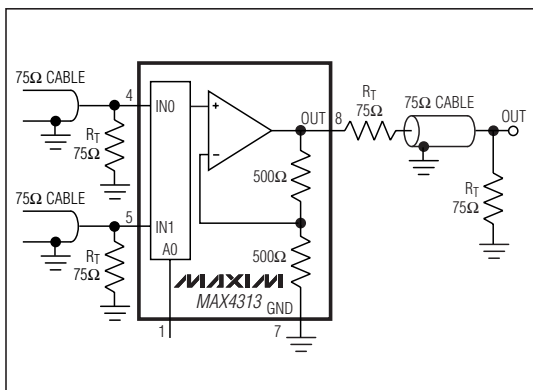 75Ω CABLE
4
IN0
RT
75Ω
75Ω CABLE
5
IN1
A0
RT
75Ω
1
+
−
OUT
8
500Ω
500Ω
MAXIM
MAX4313
GND
7
RT
75Ω
75Ω CABLE
OUT
RT
75Ω